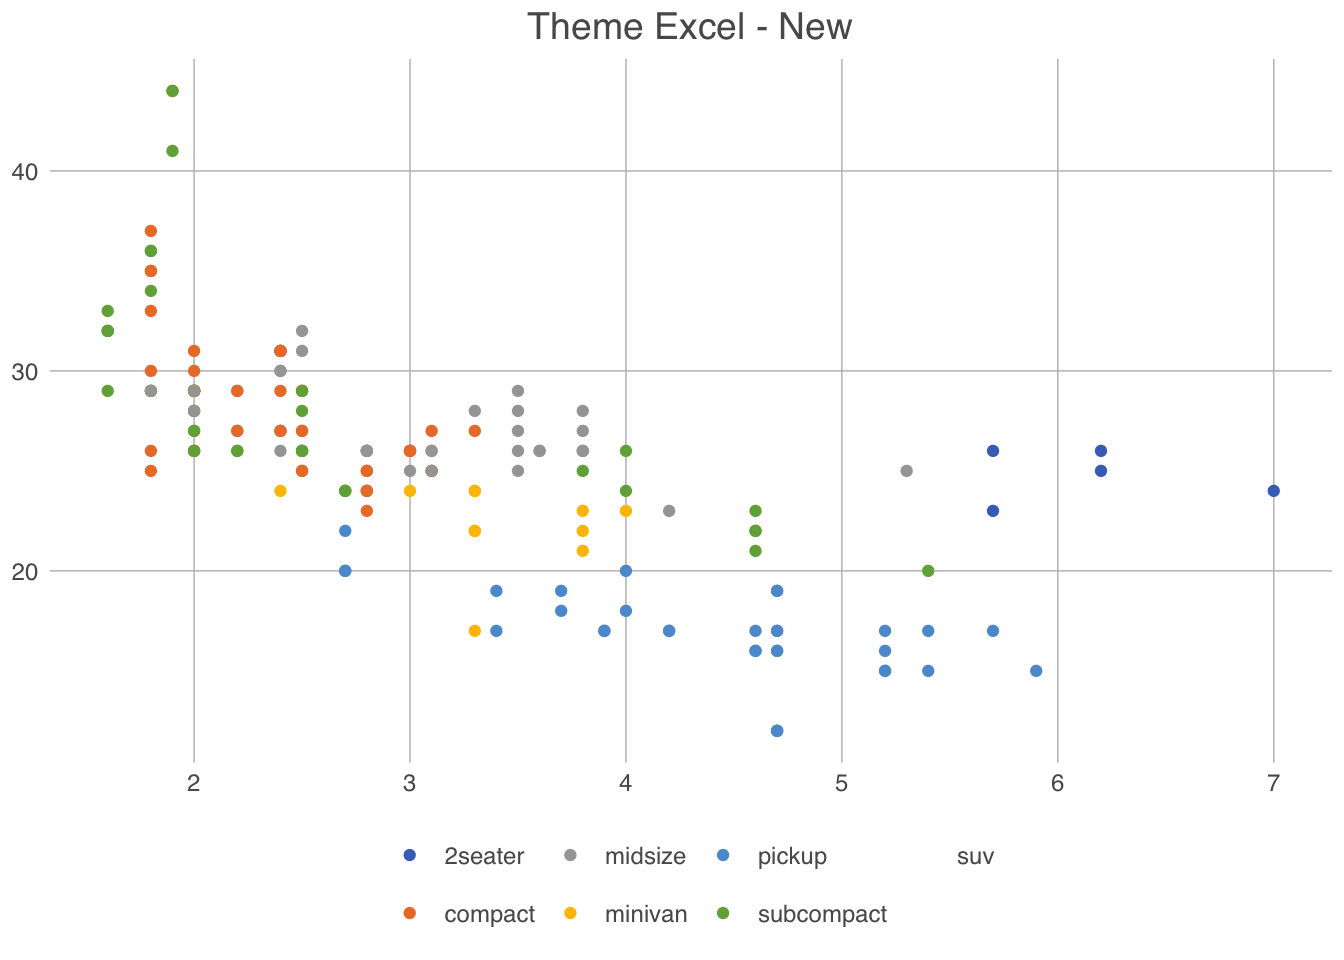 Theme Excel - New
40
30
20
2 3 4 5 6 7
2seater midsize pickup suv
compact minivan subcompact